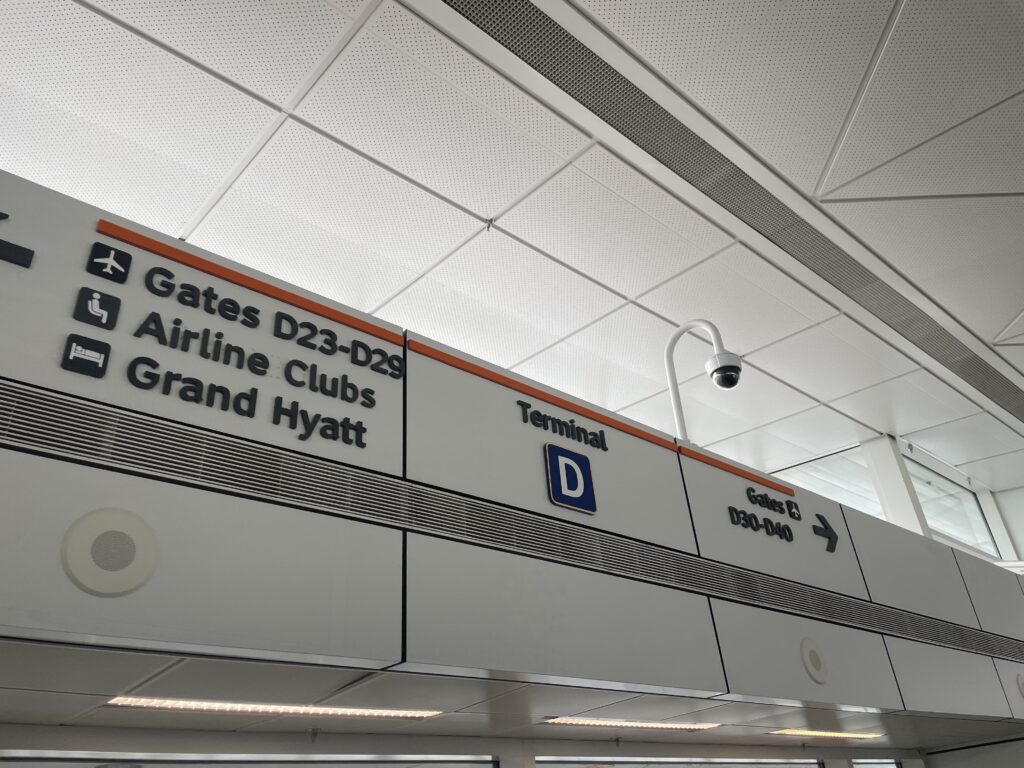 Gates D23-D29
Airline Clubs
Grand Hyatt
Terminal
D
Gates
D30-D40